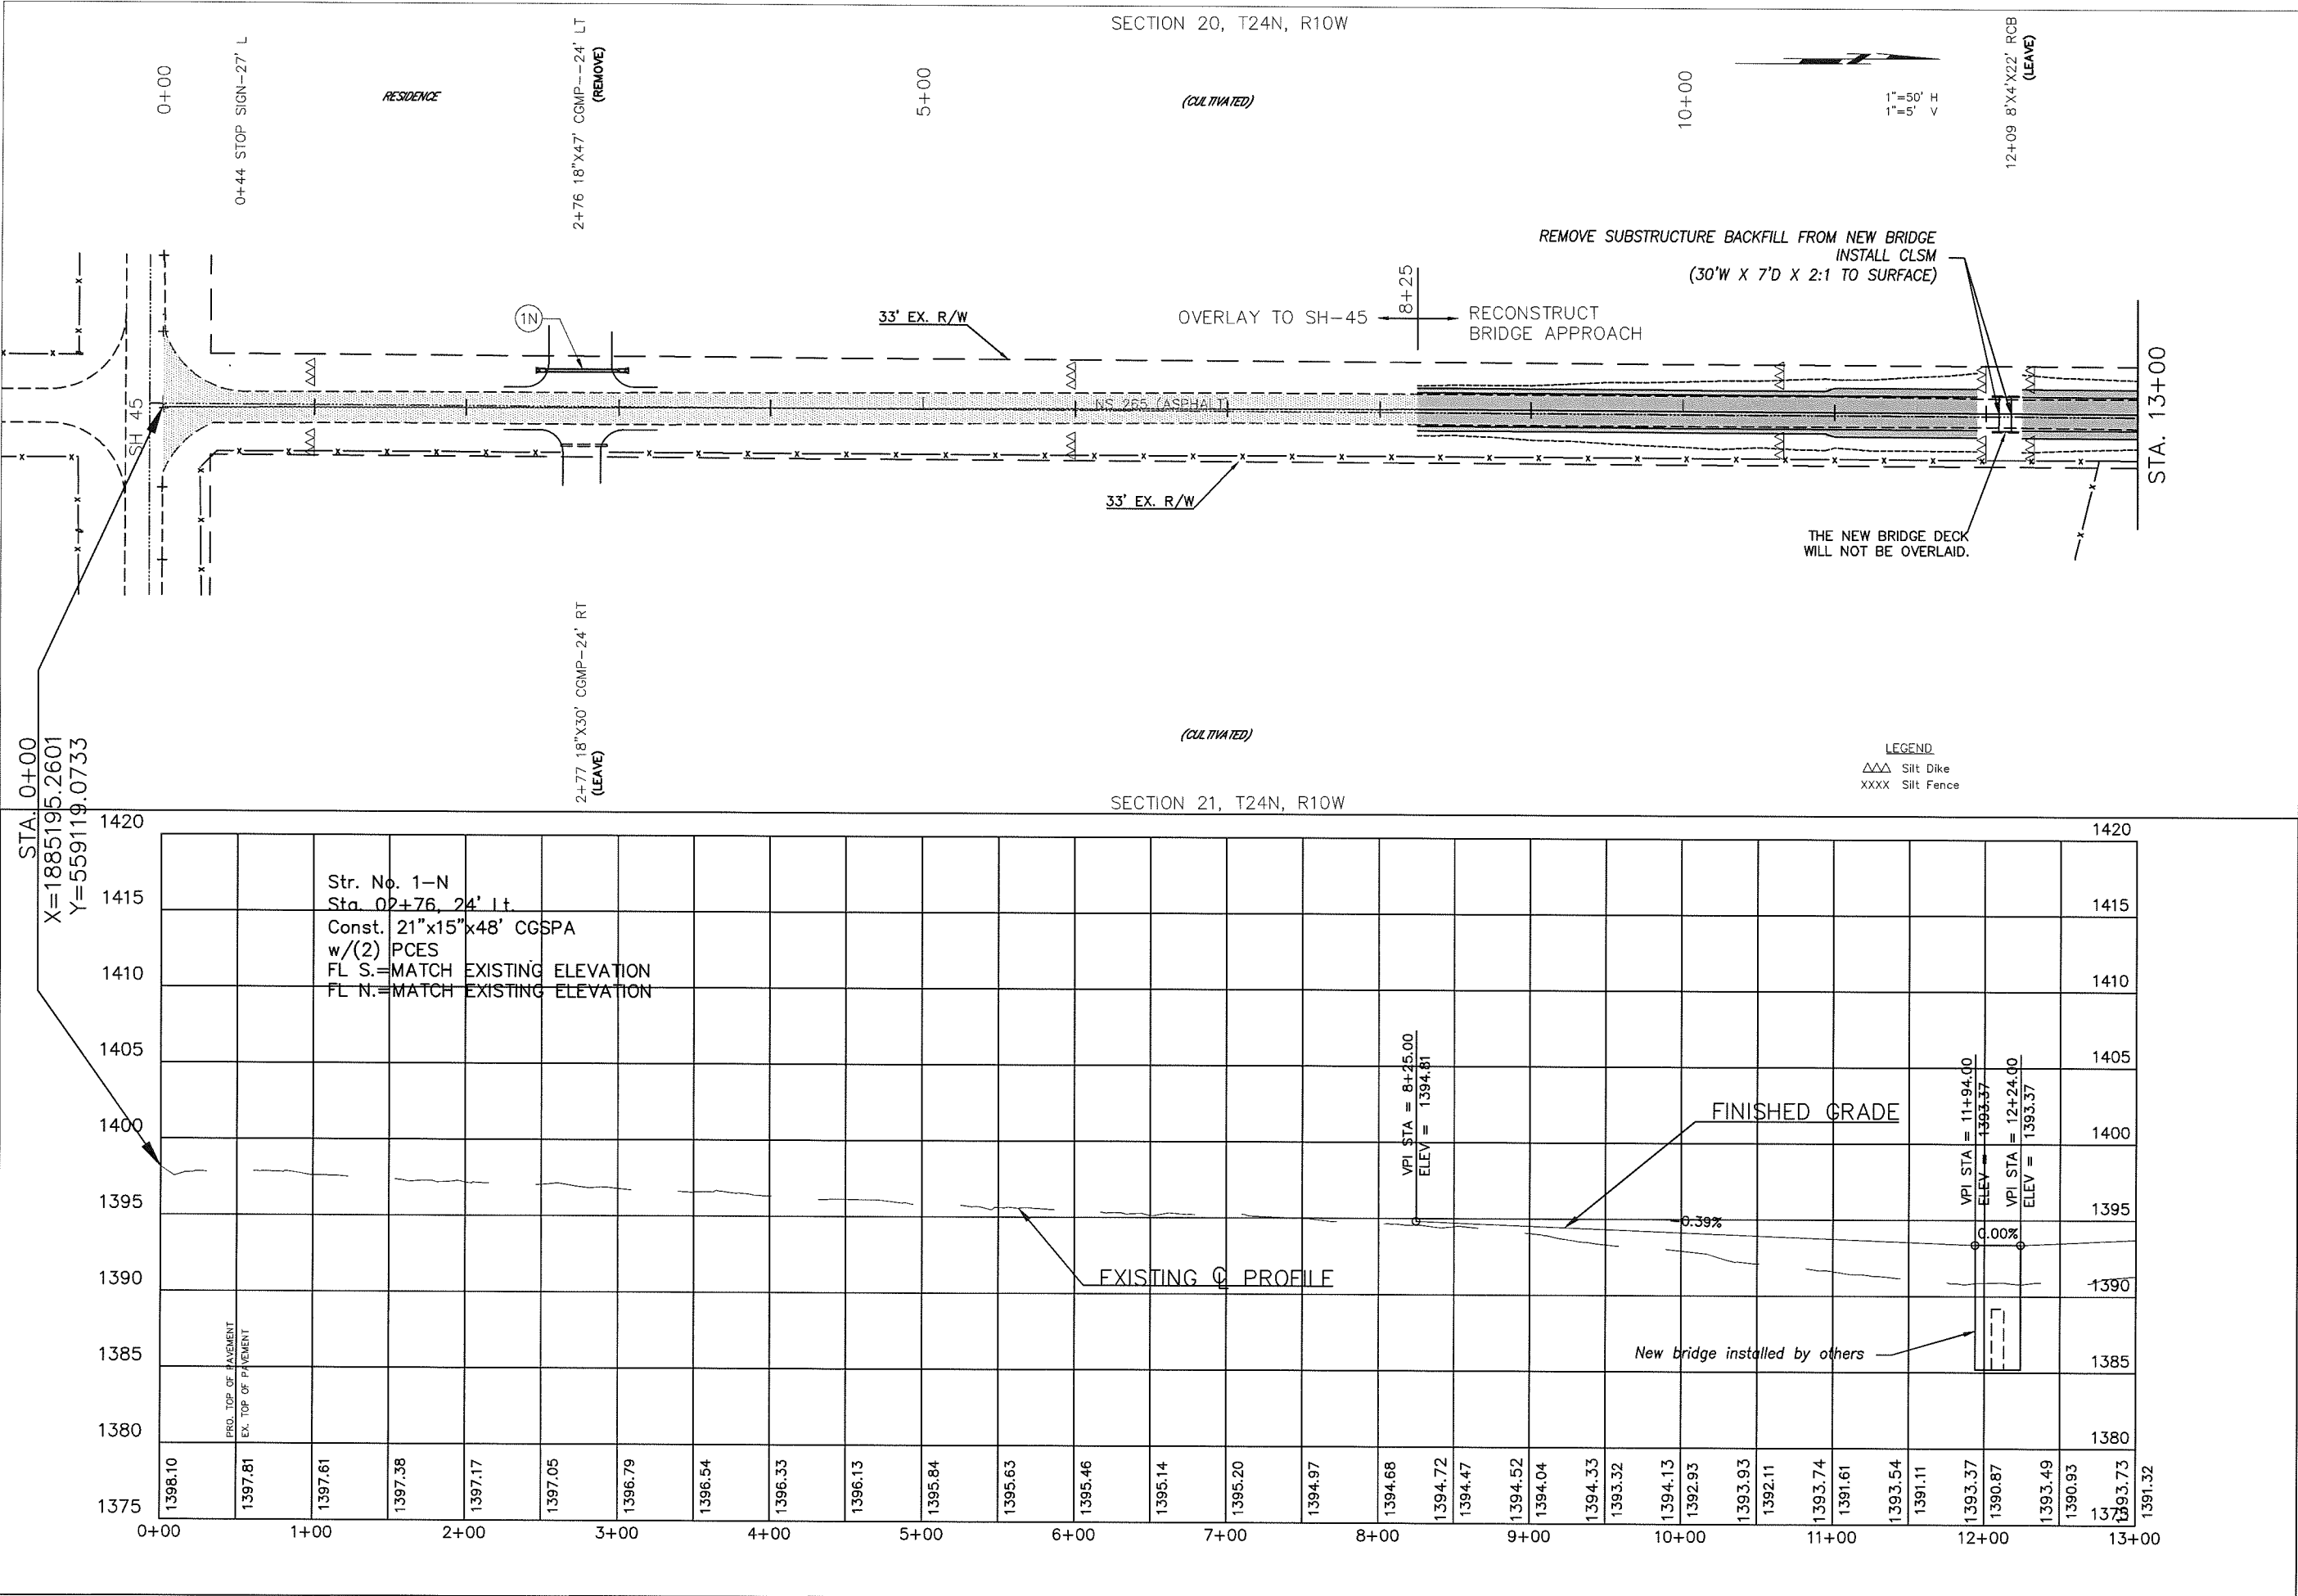 SECTION 20, T24N, R10W
0+00
0+44 STOP SIGN-27' L
RESIDENCE
2+76 18"X47' CGMP--24' LT
(REMOVE)
5+00
(CULTIVATED)
10+00
1"=50' H
1"=5' V
12+09 8'X4'X22' RCB
(LEAVE)
REMOVE SUBSTRUCTURE BACKFILL FROM NEW BRIDGE
INSTALL CLSM
(30'W X 7'D X 2:1 TO SURFACE)
1N
33' EX. R/W
OVERLAY TO SH-45
8+25
RECONSTRUCT
BRIDGE APPROACH
SH 45
NS 265 (ASPHALT)
STA. 13+00
33' EX. R/W
THE NEW BRIDGE DECK
WILL NOT BE OVERLAID.
2+77 18"X30' CGMP-24' RT
(LEAVE)
(CULTIVATED)
LEGEND
Silt Dike
XXXX Silt Fence
STA. 0+00
X=1885195.2601
Y=559119.0733
SECTION 21, T24N, R10W
1420
1420
Str. No. 1-N
Sta. 02+76, 24' Lt.
Const. 21"x15"x48' CGSPA
w/(2) PCES
FL S.=MATCH EXISTING ELEVATION
FL N.=MATCH EXISTING ELEVATION
1415
1415
1410
1410
1405
1405
VPI STA = 8+25.00
ELEV = 1394.81
FINISHED GRADE
VPI STA = 11+94.00
ELEV = 1393.37
VPI STA = 12+24.00
ELEV = 1393.37
1400
1400
1395
1395
-0.39%
0.00%
EXISTING ℄ PROFILE
1390
1390
New bridge installed by others
1385
1385
PRO. TOP OF PAVEMENT
EX. TOP OF PAVEMENT
1380
1380
1375
1375
1398.10
1397.81
1397.61
1397.38
1397.17
1397.05
1396.79
1396.54
1396.33
1396.13
1395.84
1395.63
1395.46
1395.14
1395.20
1394.97
1394.68
1394.72
1394.47
1394.52
1394.04
1394.33
1393.32
1394.13
1392.93
1393.93
1392.11
1393.74
1391.61
1393.54
1391.11
1393.37
1390.87
1393.49
1390.93
1393.73
1391.32
0+00 1+00 2+00 3+00 4+00 5+00 6+00 7+00 8+00 9+00 10+00 11+00 12+00 13+00